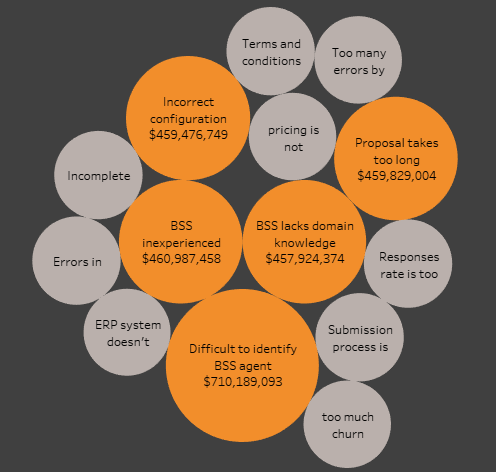 Terms and
conditions
Too many
errors by
Incorrect
configuration
$459,476,749
pricing is
not
Proposal takes
too long
$459,829,004
Incomplete
BSS
inexperienced
$460,987,458
BSS lacks domain
knowledge
$457,924,374
Errors in
Responses
rate is too
ERP system
doesn't
Submission
process is
Difficult to identify
BSS agent
$710,189,093
too much
churn